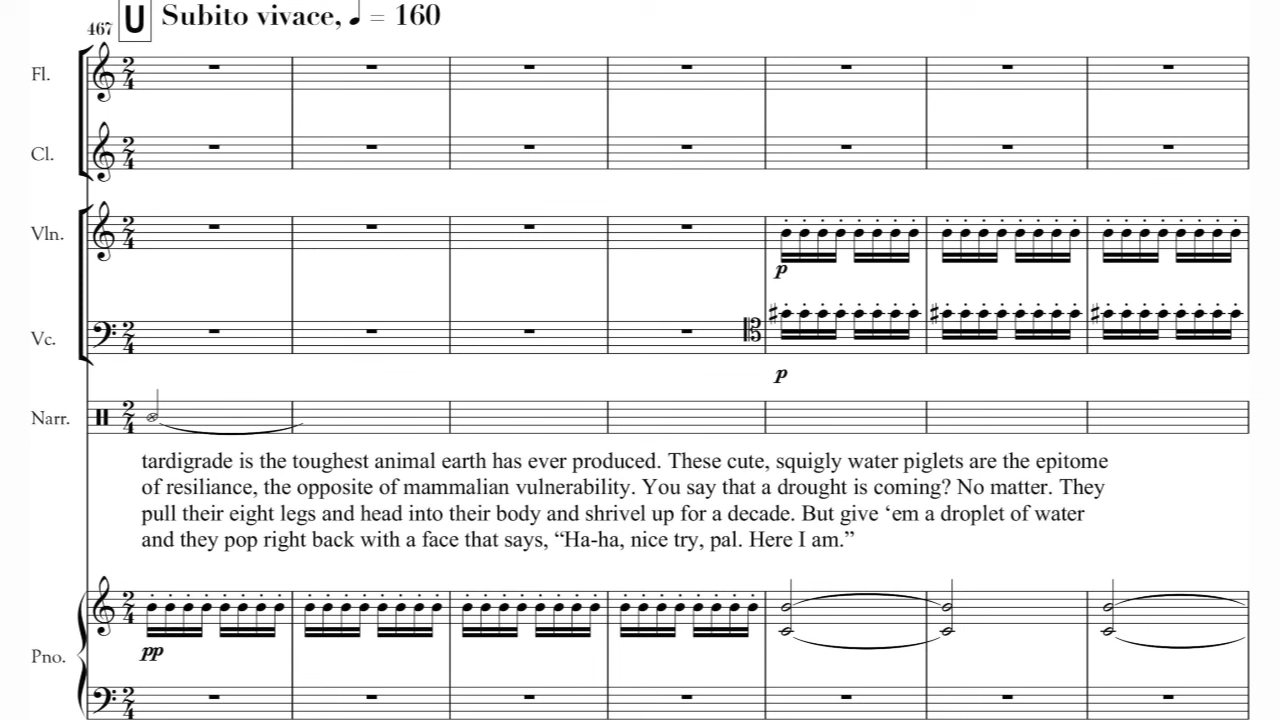 467 U Subito vivace, ♩ = 160
Fl.
Cl.
Vln.
p
Vc.
p
Narr.
tardigrade is the toughest animal earth has ever produced. These cute, squigly water piglets are the epitome
of resiliance, the opposite of mammalian vulnerability. You say that a drought is coming? No matter. They
pull their eight legs and head into their body and shrivel up for a decade. But give ‘em a droplet of water
and they pop right back with a face that says, “Ha-ha, nice try, pal. Here I am.”
pp
Pno.